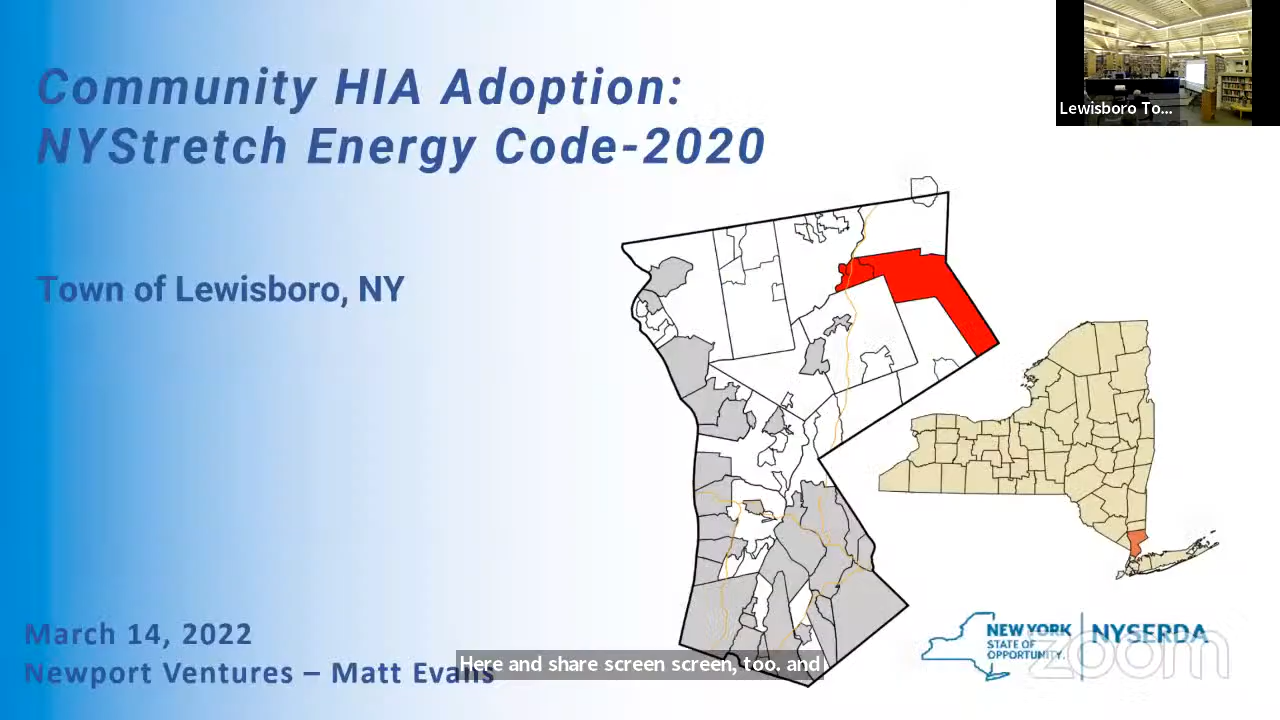 Community HIA Adoption:
NYStretch Energy Code-2020
Lewisboro To...
Town of Lewisboro, NY
March 14, 2022
Newport Ventures – Matt Evans
Here and share screen screen, too. and
NEW YORK
STATE OF
OPPORTUNITY.
NYSERDA
zoom